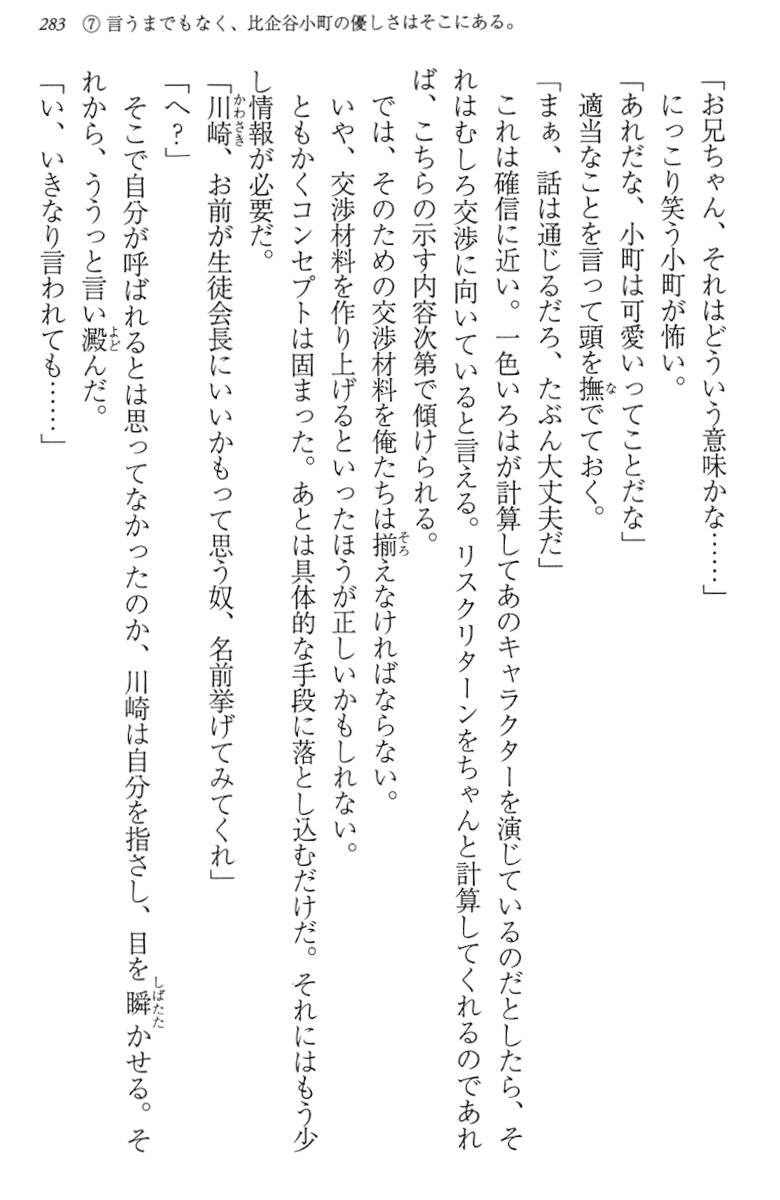 283 ⑦ 言うまでもなく、比企谷小町の優しさはそこにある。
「お兄ちゃん、それはどういう意味かな……」
にっこり笑う小町が怖い。
「あれだな、小町は可愛いってことだな」
適当なことを言って頭を撫でておく。
「まぁ、話は通じるだろ、たぶん大丈夫だ」
これは確信に近い。一色いろはが計算してあのキャラクターを演じているのだとしたら、そ
れはむしろ交渉に向いていると言える。リスクリターンをちゃんと計算してくれるのであれ
ば、こちらの示す内容次第で傾けられる。
では、そのための交渉材料を俺たちは揃えなければならない。
いや、交渉材料を作り上げるといったほうが正しいかもしれない。
ともかくコンセプトは固まった。あとは具体的な手段に落とし込むだけだ。それにはもう少
し情報が必要だ。
「川崎、お前が生徒会長にいいかもって思う奴、名前挙げてみてくれ」
「へ?」
そこで自分が呼ばれるとは思ってなかったのか、川崎は自分を指さし、目を瞬かせる。そ
れから、ううっと言い澱んだ。
「い、いきなり言われても……」